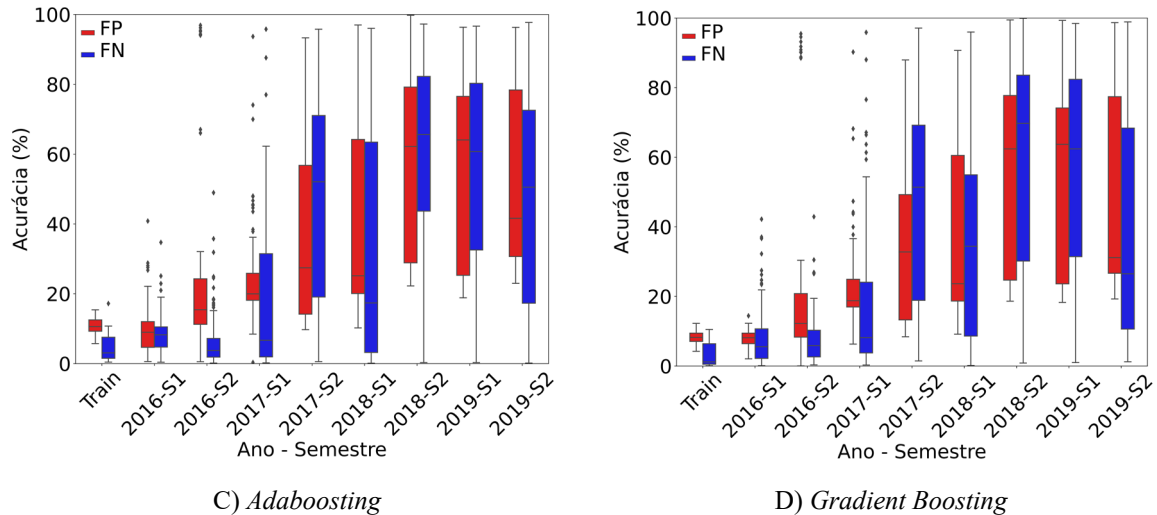 100
80
60
40
20
0
Acurácia (%)
FP
FN
Train
2016-S1
2016-S2
2017-S1
2017-S2
2018-S1
2018-S2
2019-S1
2019-S2
Ano - Semestre
C) Adaboosting
100
80
60
40
20
0
Acurácia (%)
FP
FN
Train
2016-S1
2016-S2
2017-S1
2017-S2
2018-S1
2018-S2
2019-S1
2019-S2
Ano - Semestre
D) Gradient Boosting